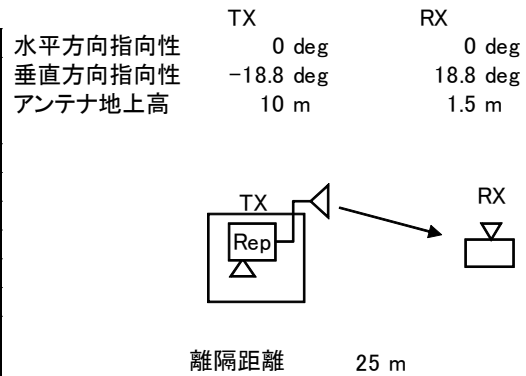 TX RX
水平方向指向性 0 deg 0 deg
垂直方向指向性 -18.8 deg 18.8 deg
アンテナ地上高 10 m 1.5 m
TX RX
Rep
離隔距離 25 m